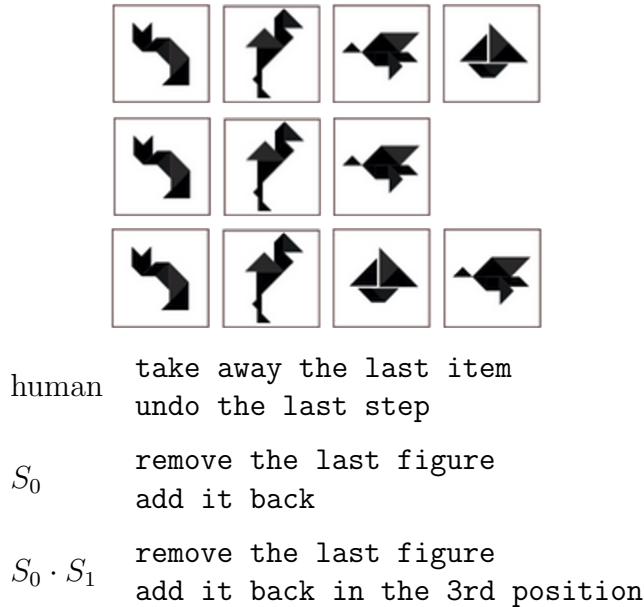 human
take away the last item
undo the last step
S₀
remove the last figure
add it back
S₀ · S₁
remove the last figure
add it back in the 3rd position